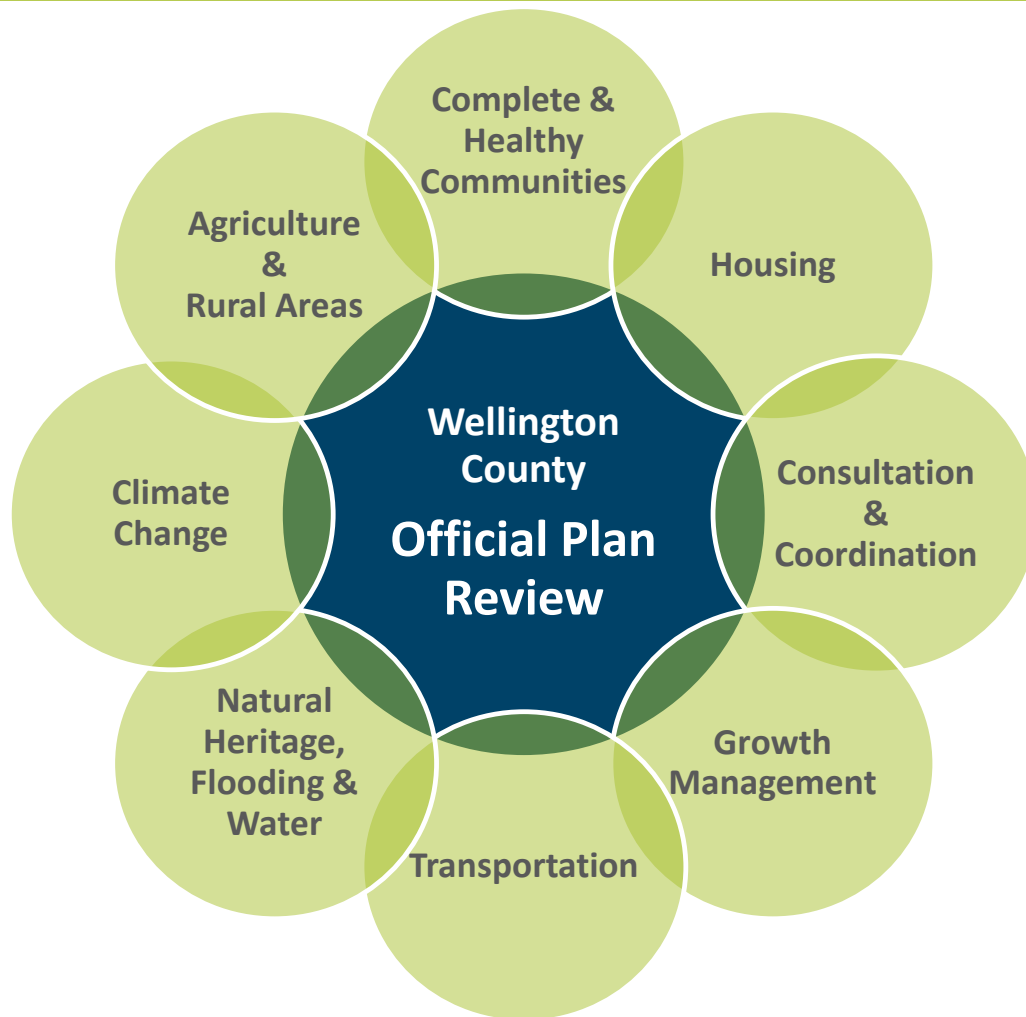 Complete &
Healthy
Communities
Housing
Consultation
&
Coordination
Growth
Management
Transportation
Natural
Heritage,
Flooding &
Water
Climate
Change
Agriculture
&
Rural Areas
Wellington
County
Official Plan
Review